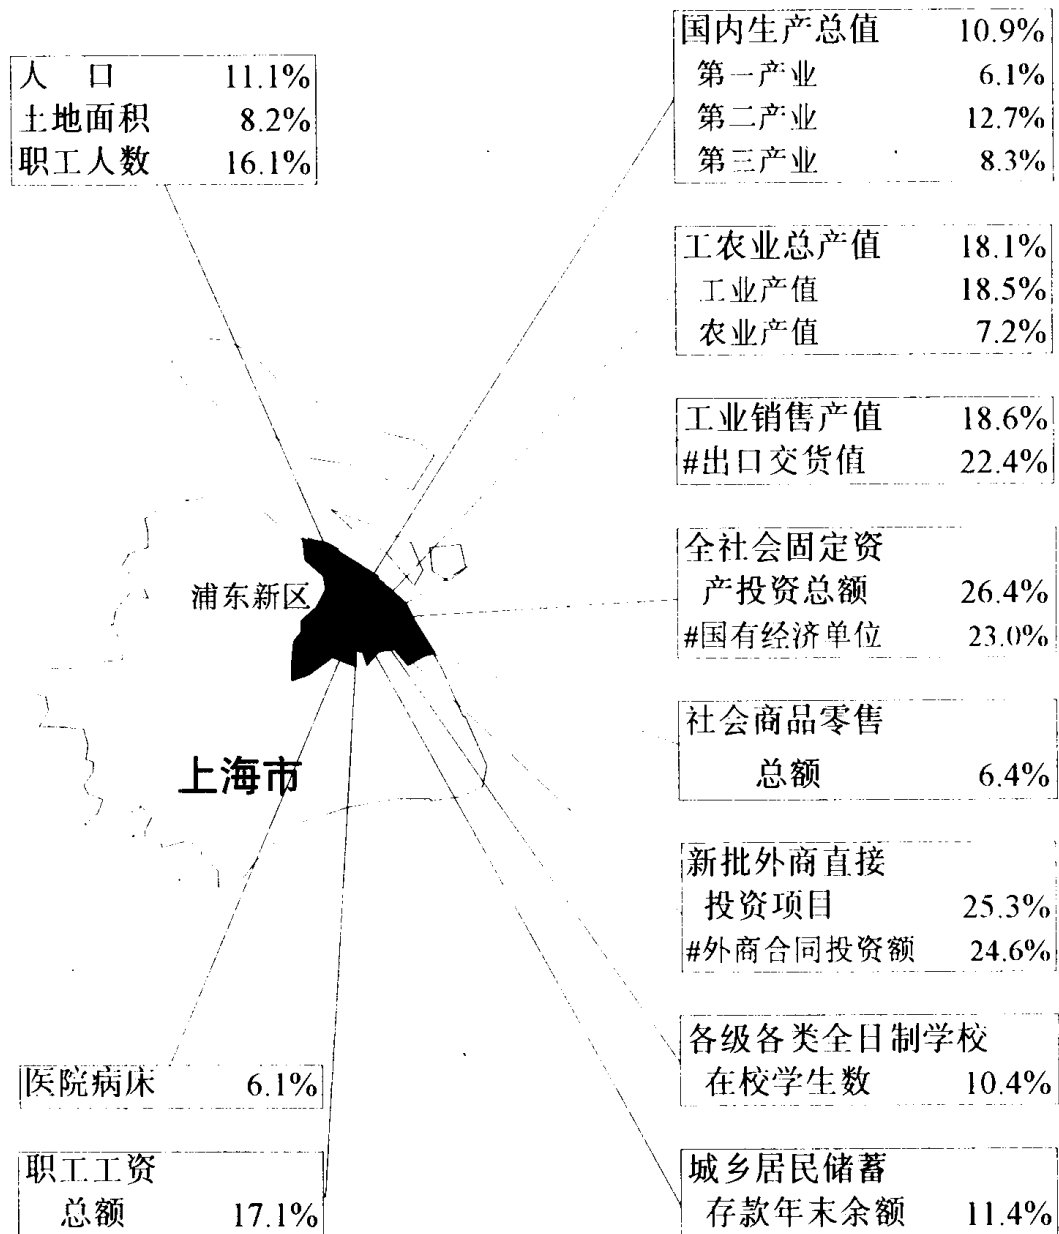 人 口 11.1%
土地面积 8.2%
职工人数 16.1%
国内生产总值 10.9%
第一产业 6.1%
第二产业 12.7%
第三产业 8.3%
工农业总产值 18.1%
工业产值 18.5%
农业产值 7.2%
工业销售产值 18.6%
#出口交货值 22.4%
全社会固定资
产投资总额 26.4%
#国有经济单位 23.0%
浦东新区
社会商品零售
总额 6.4%
上海市
新批外商直接
投资项目 25.3%
#外商合同投资额 24.6%
各级各类全日制学校
在校学生数 10.4%
医院病床 6.1%
职工工资
总额 17.1%
城乡居民储蓄
存款年末余额 11.4%